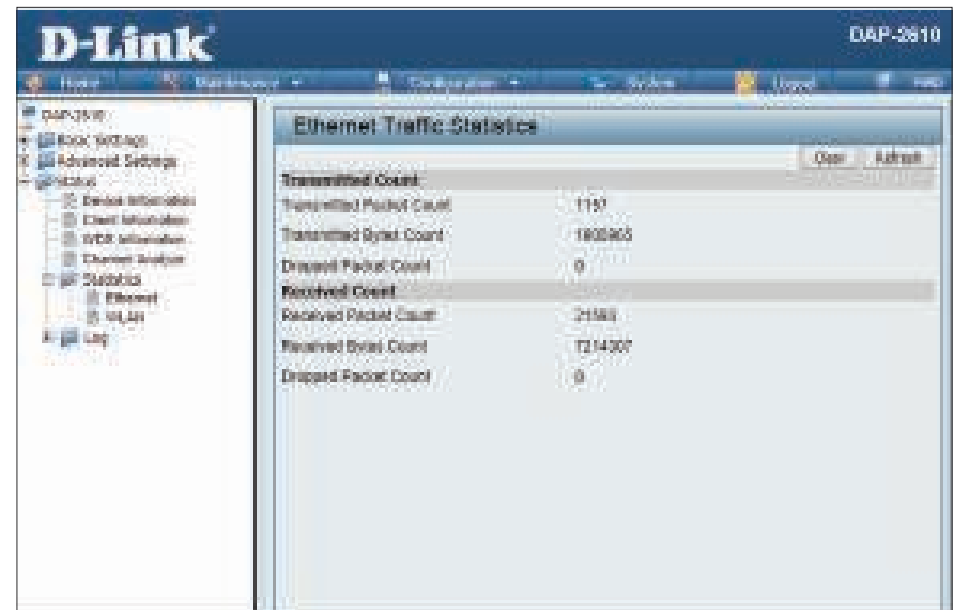 D-Link
DAP-2610
Home Maintenance Configuration System Logout Help
DAP-2610
Basic Settings
Advanced Settings
Status
Device Information
Client Information
WDS Information
Channel Analyze
Statistics
Ethernet
WLAN
Log
Ethernet Traffic Statistics
Clear Refresh
Transmitted Count
Transmitted Packet Count
Transmitted Bytes Count
Dropped Packet Count 0
Received Count
Received Packet Count
Received Bytes Count 7214307
Dropped Packet Count 0